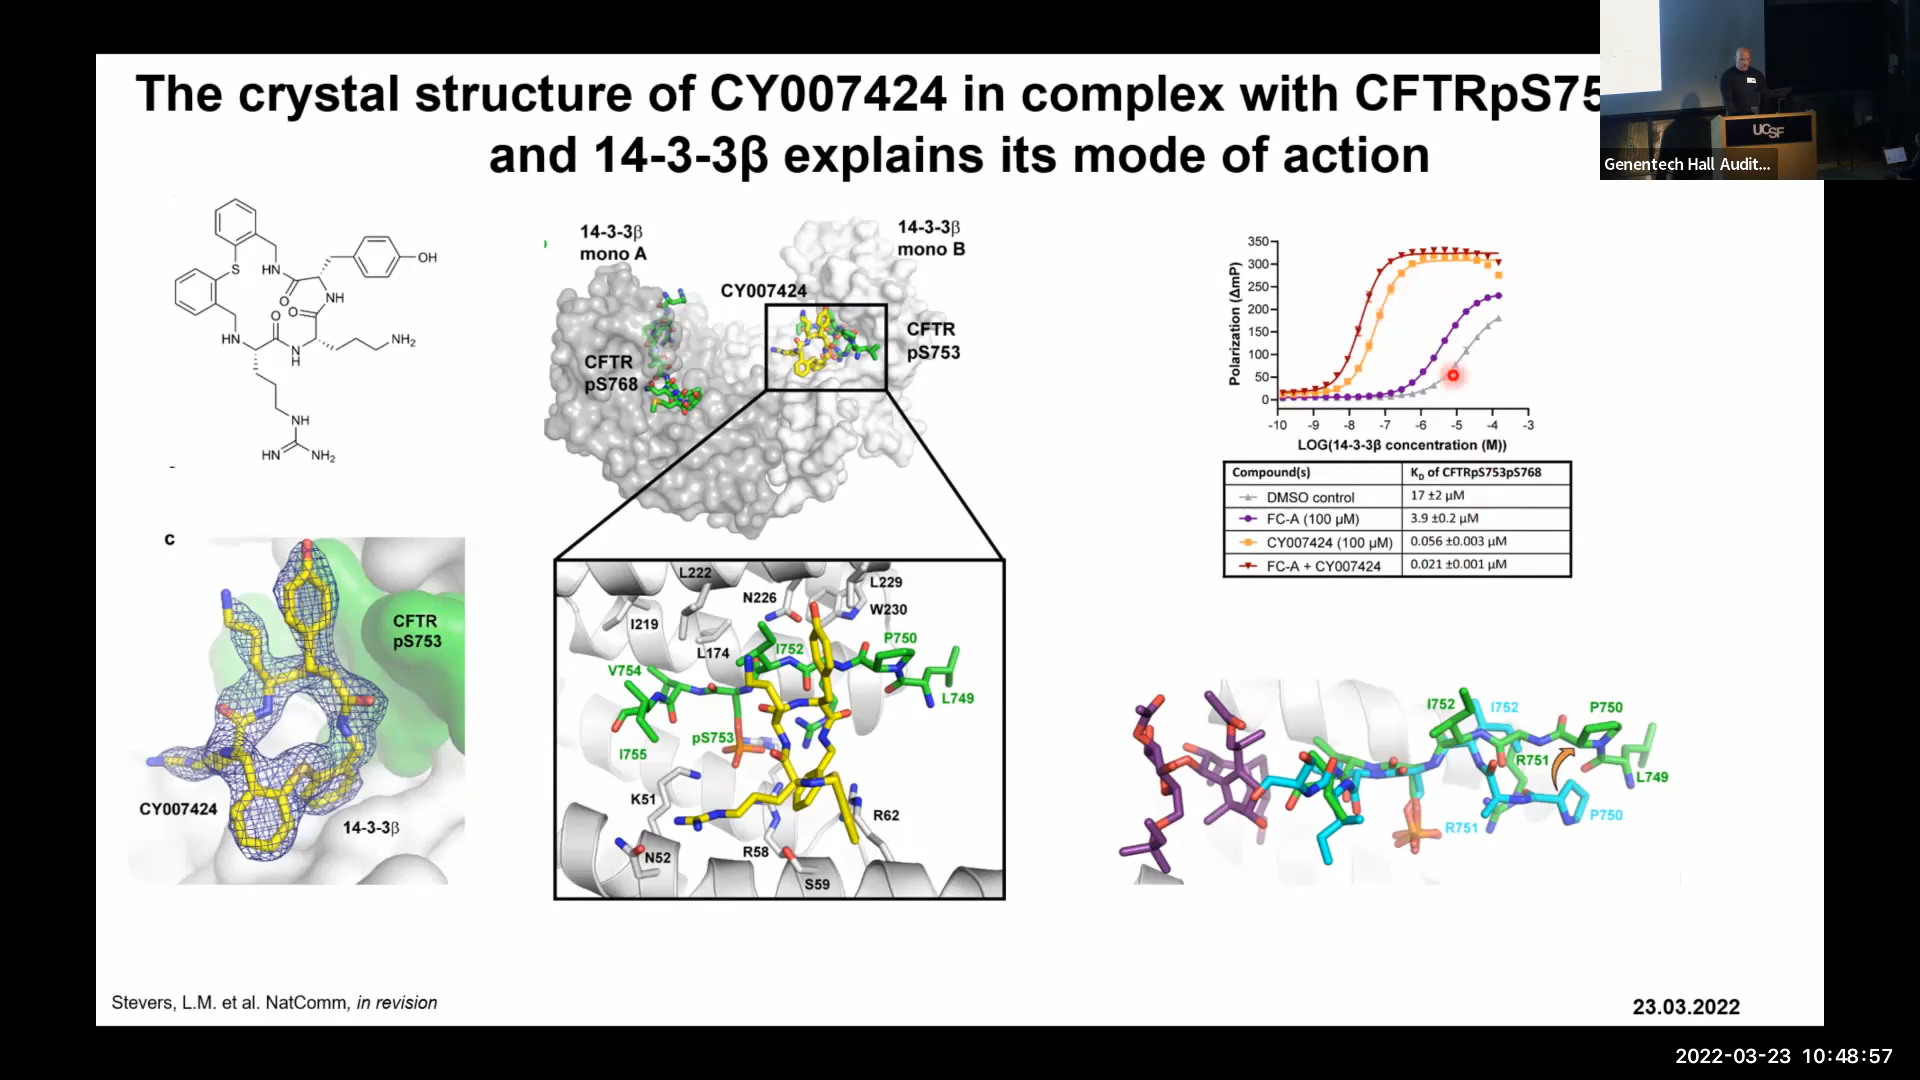 The crystal structure of CY007424 in complex with CFTRpS75
and 14-3-3β explains its mode of action
UCSF
Genentech Hall Audit...
S
HN
O
OH
NH
O
O
HN
N
H
NH₂
NH
HN
NH₂
14-3-3β
mono A
14-3-3β
mono B
CY007424
CFTR
pS753
CFTR
pS768
350
300
250
200
150
100
50
0
Polarization (ΔmP)
-10 -9 -8 -7 -6 -5 -4 -3
LOG(14-3-3β concentration (M))
Compound(s) K_D of CFTRpS753pS768
DMSO control 17 ±2 µM
FC-A (100 µM) 3.9 ±0.2 µM
CY007424 (100 µM) 0.056 ±0.003 µM
FC-A + CY007424 0.021 ±0.001 µM
c
CFTR
pS753
CY007424
14-3-3β
L222
L229
N226
W230
I219
L174
I752
P750
V754
L749
pS753
I755
K51
R62
N52
R58
S59
I752
I752
P750
R751
L749
R751
P750
Stevers, L.M. et al. NatComm, in revision
23.03.2022
2022-03-23 10:48:57